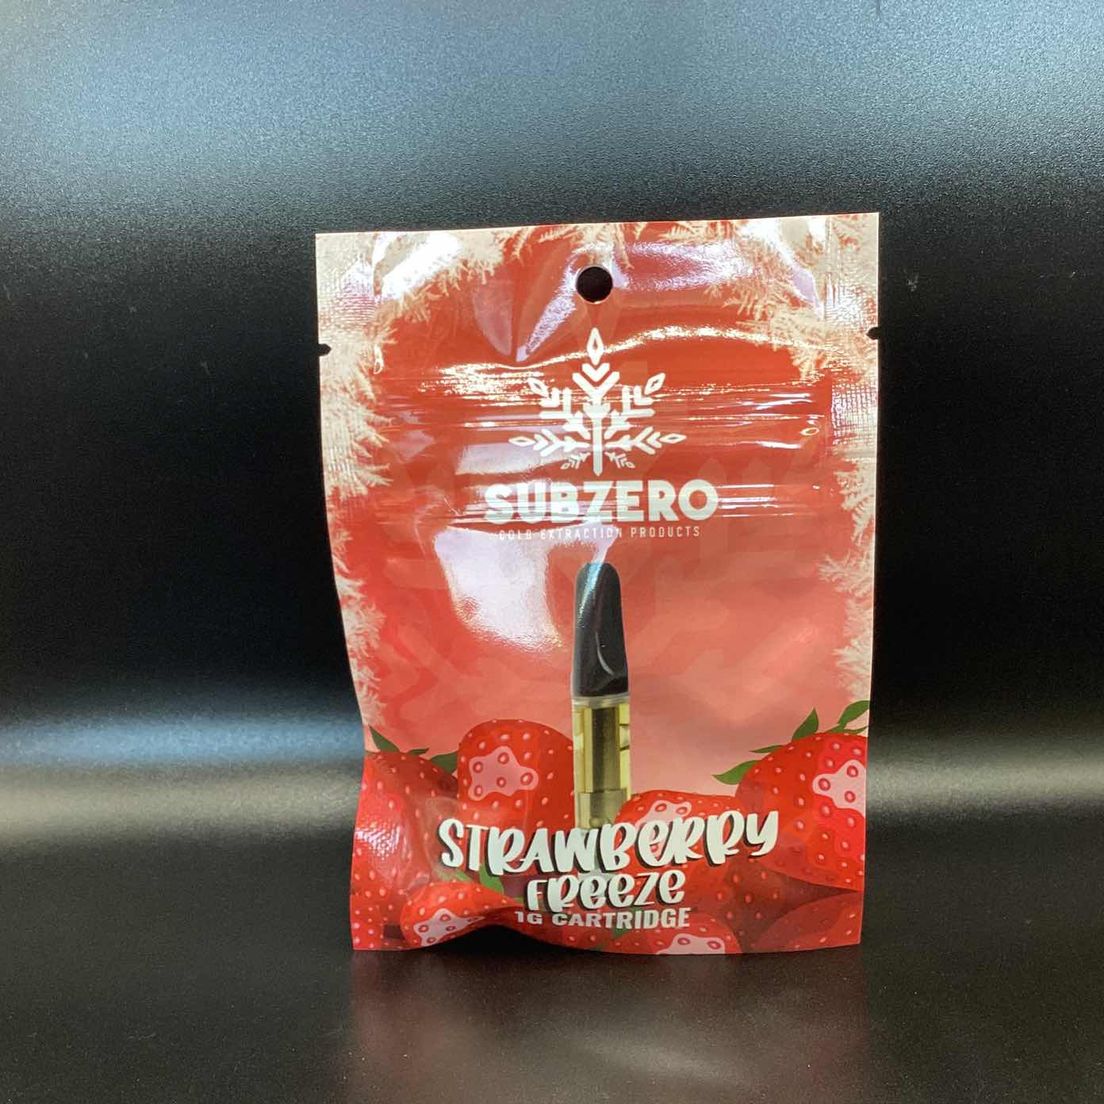 SUBZERO
COLD EXTRACTION PRODUCTS
STRAWBERRY
FREEZE
1G CARTRIDGE